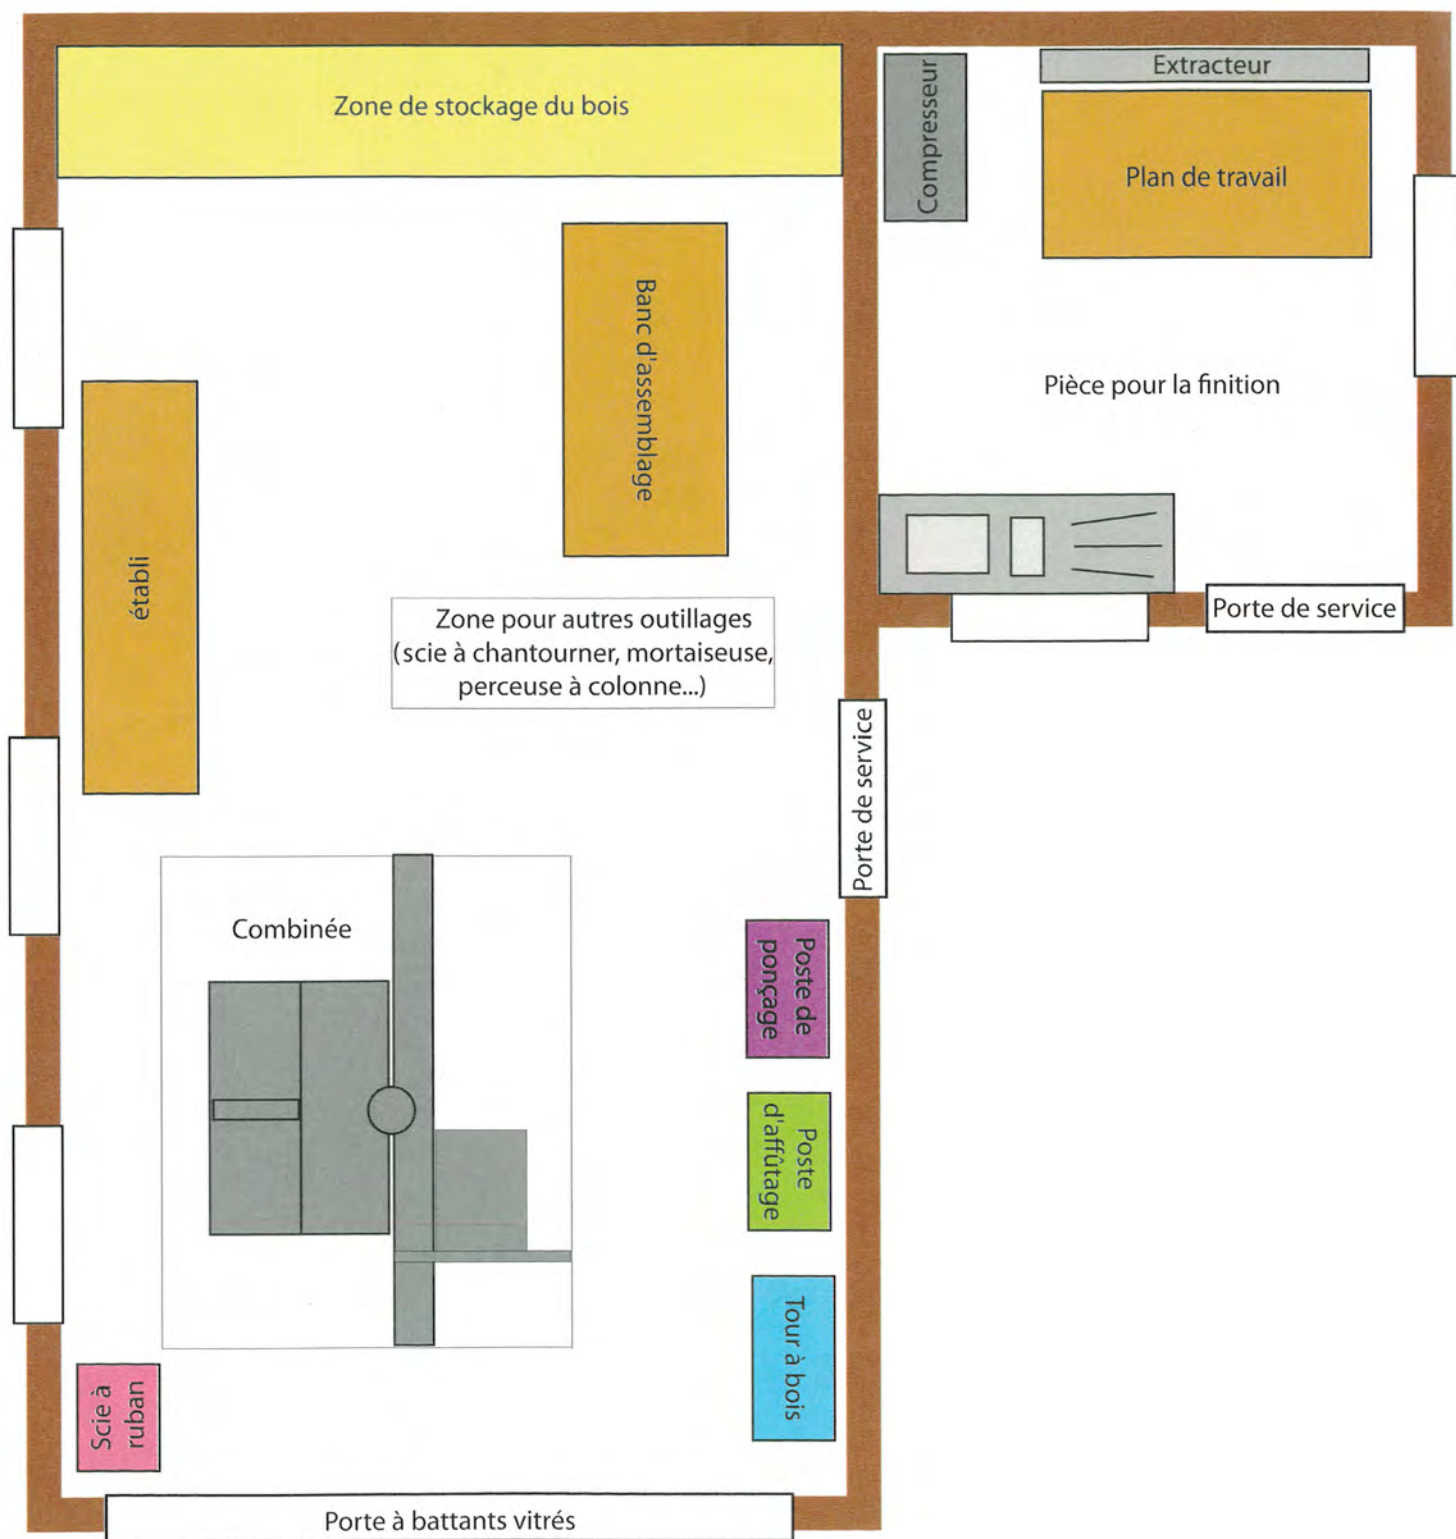 Zone de stockage du bois
Compresseur
Extracteur
Plan de travail
Banc d'assemblage
Pièce pour la finition
établi
Zone pour autres outillages
(scie à chantourner, mortaiseuse,
perceuse à colonne...)
Porte de service
Porte de service
Combinée
Poste de
ponçage
Poste
d'affûtage
Tour à bois
Scie à
ruban
Porte à battants vitrés